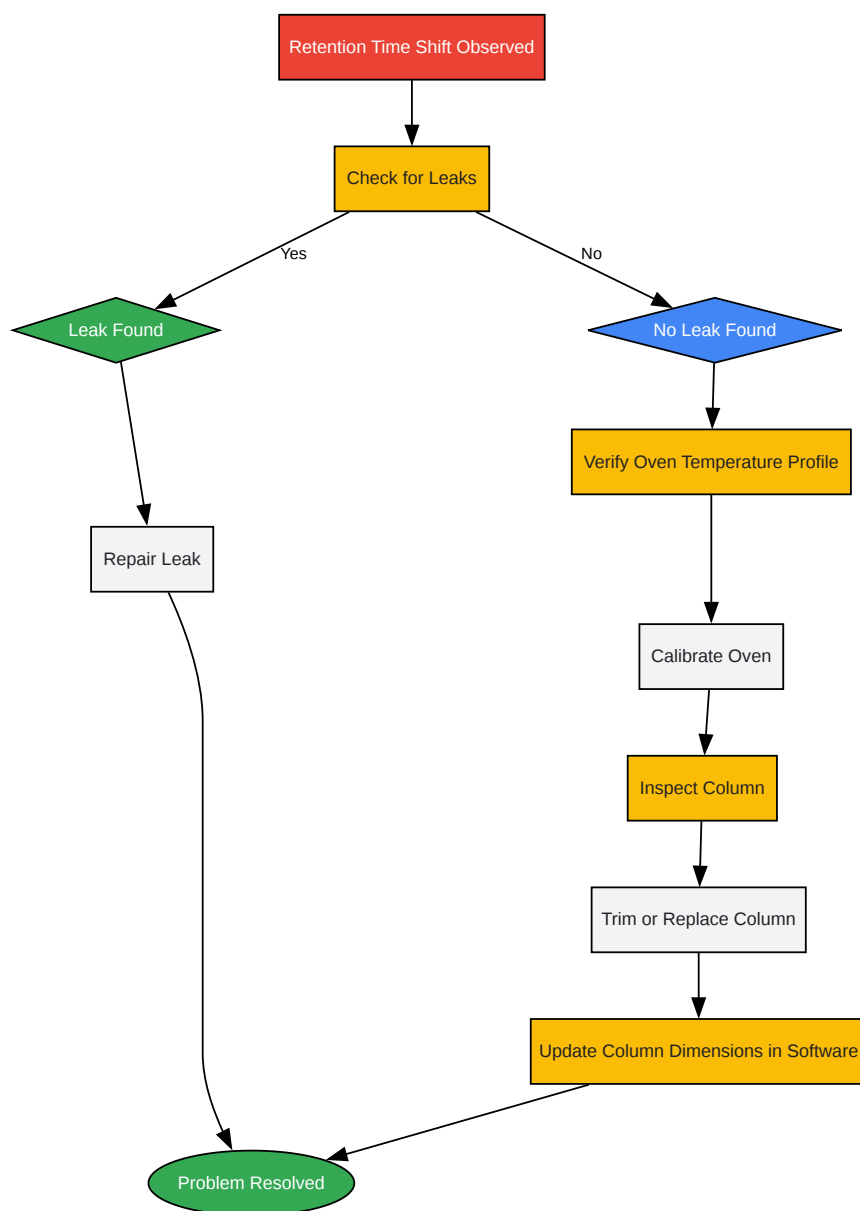 Retention Time Shift Observed
Check for Leaks
Yes
No
Leak Found
No Leak Found
Verify Oven Temperature Profile
Repair Leak
Calibrate Oven
Inspect Column
Trim or Replace Column
Update Column Dimensions in Software
Problem Resolved